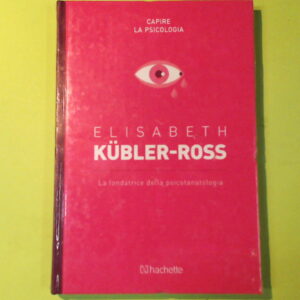 CAPIRE
LA PSICOLOGIA
ELISABETH
KÜBLER-ROSS
La fondatrice della psicotanatologia
hachette